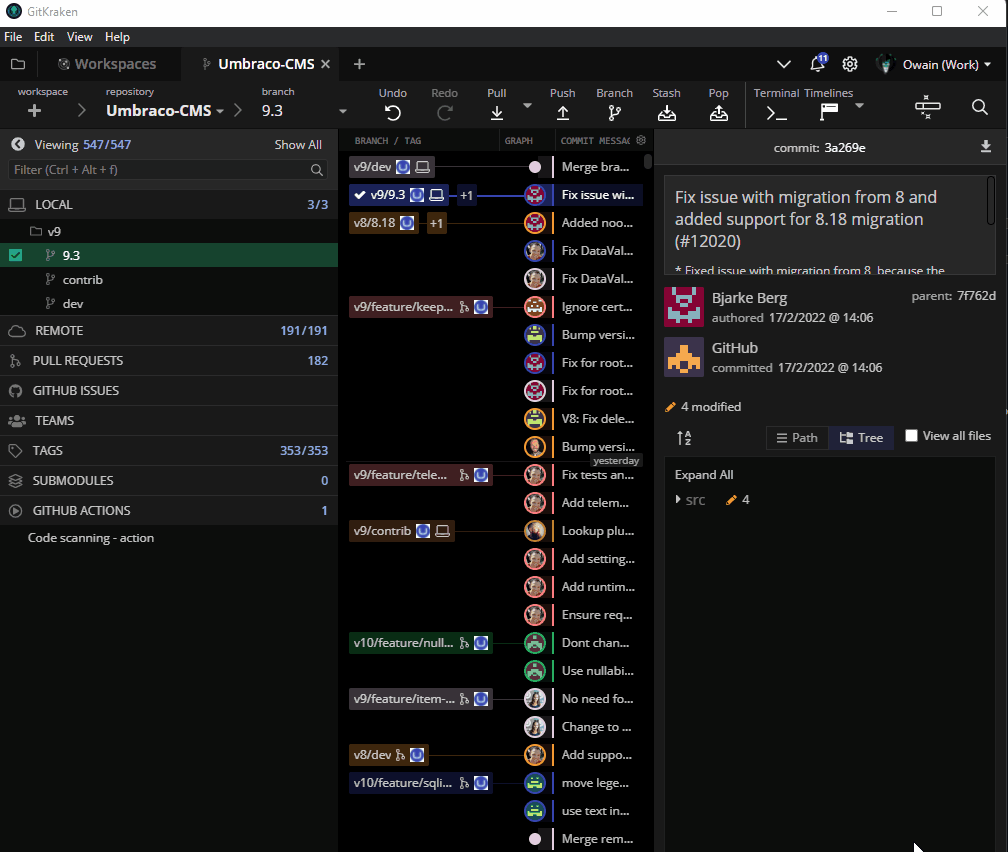 GitKraken
File Edit View Help
Workspaces
Umbraco-CMS
11
Owain (Work)
workspace
repository
Umbraco-CMS
branch
9.3
Undo
Redo
Pull
Push
Branch
Stash
Pop
Terminal
Timelines
Viewing 547/547
Show All
Filter (Ctrl + Alt + f)
LOCAL 3/3
v9
9.3
contrib
dev
REMOTE 191/191
PULL REQUESTS 182
GITHUB ISSUES
TEAMS
TAGS 353/353
SUBMODULES 0
GITHUB ACTIONS 1
Code scanning - action
BRANCH / TAG GRAPH COMMIT MESSAG
v9/dev Merge bra...
v9/9.3 +1 Fix issue wi...
v8/8.18 +1 Added noo...
Fix DataVal...
Fix DataVal...
v9/feature/keep... Ignore cert...
Bump versi...
Fix for root...
Fix for root...
V8: Fix dele...
Bump versi...
yesterday
v9/feature/tele... Fix tests an...
Add telem...
v9/contrib Lookup plu...
Add setting...
Add runtim...
Ensure req...
v10/feature/null... Dont chan...
Use nullabi...
v9/feature/item-... No need fo...
Change to ...
v8/dev Add suppo...
v10/feature/sqli... move lege...
use text in...
Merge rem...
commit: 3a269e
Fix issue with migration from 8 and
added support for 8.18 migration
(#12020)
* Fixed issue with migration from 8, because the
Bjarke Berg
authored 17/2/2022 @ 14:06
parent: 7f762d
GitHub
committed 17/2/2022 @ 14:06
4 modified
Path
Tree
View all files
Expand All
src 4